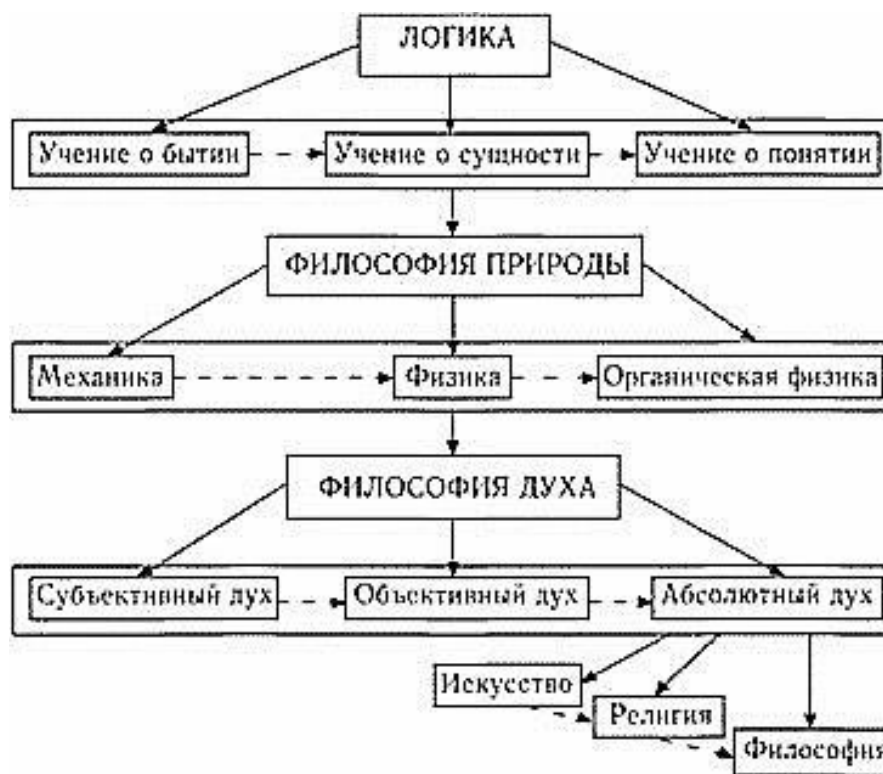 ЛОГИКА
Учение о бытии
Учение о сущности
Учение о понятии
ФИЛОСОФИЯ ПРИРОДЫ
Механика
Физика
Органическая физика
ФИЛОСОФИЯ ДУХА
Субъективный дух
Объективный дух
Абсолютный дух
Искусство
Религия
Философия